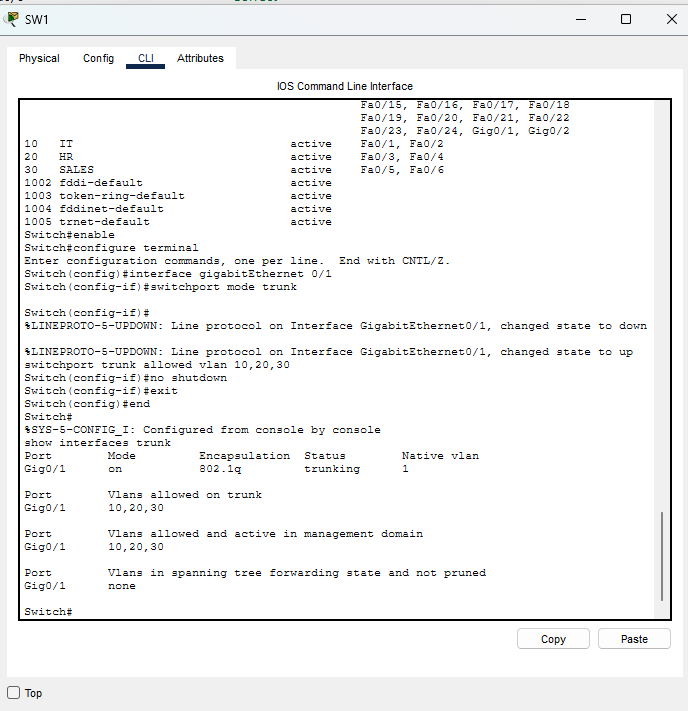 SW1
Physical Config CLI Attributes
IOS Command Line Interface
Fa0/15, Fa0/16, Fa0/17, Fa0/18
Fa0/19, Fa0/20, Fa0/21, Fa0/22
Fa0/23, Fa0/24, Gig0/1, Gig0/2
10 IT active Fa0/1, Fa0/2
20 HR active Fa0/3, Fa0/4
30 SALES active Fa0/5, Fa0/6
1002 fddi-default active
1003 token-ring-default active
1004 fddinet-default active
1005 trnet-default active
Switch#enable
Switch#configure terminal
Enter configuration commands, one per line. End with CNTL/Z.
Switch(config)#interface gigabitEthernet 0/1
Switch(config-if)#switchport mode trunk
Switch(config-if)#
%LINEPROTO-5-UPDOWN: Line protocol on Interface GigabitEthernet0/1, changed state to down
%LINEPROTO-5-UPDOWN: Line protocol on Interface GigabitEthernet0/1, changed state to up
switchport trunk allowed vlan 10,20,30
Switch(config-if)#no shutdown
Switch(config-if)#exit
Switch(config)#end
Switch#
%SYS-5-CONFIG_I: Configured from console by console
show interfaces trunk
Port Mode Encapsulation Status Native vlan
Gig0/1 on 802.1q trunking 1
Port Vlans allowed on trunk
Gig0/1 10,20,30
Port Vlans allowed and active in management domain
Gig0/1 10,20,30
Port Vlans in spanning tree forwarding state and not pruned
Gig0/1 none
Switch#
Copy Paste
Top